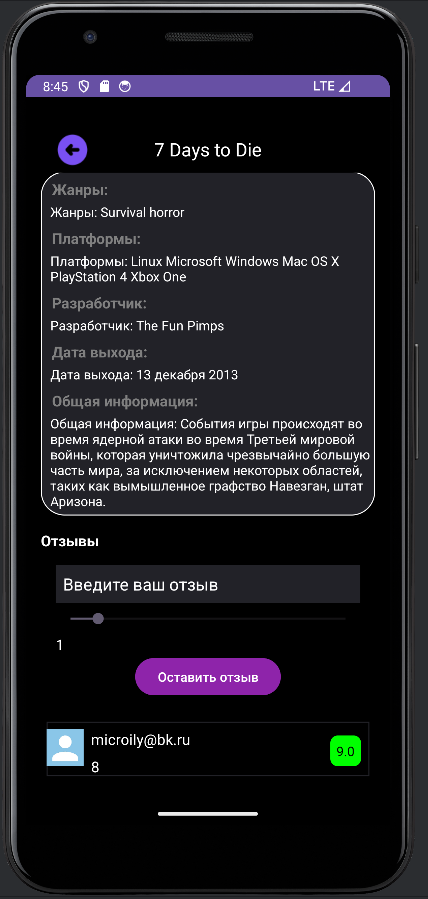 8:45 LTE
7 Days to Die
Жанры:
Жанры: Survival horror
Платформы:
Платформы: Linux Microsoft Windows Mac OS X
PlayStation 4 Xbox One
Разработчик:
Разработчик: The Fun Pimps
Дата выхода:
Дата выхода: 13 декабря 2013
Общая информация:
Общая информация: События игры происходят во
время ядерной атаки во время Третьей мировой
войны, которая уничтожила чрезвычайно большую
часть мира, за исключением некоторых областей,
таких как вымышленное графство Навезган, штат
Аризона.
Отзывы
Введите ваш отзыв
1
Оставить отзыв
microily@bk.ru
9.0
8